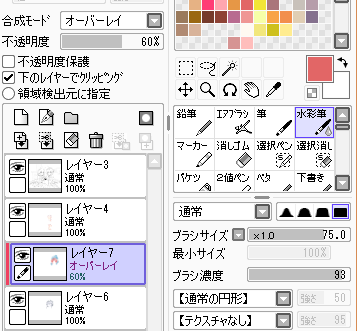 合成モード オーバーレイ
不透明度 60%
不透明度保護
下のレイヤーでクリッピング
領域検出元に指定
レイヤー3
通常
100%
レイヤー4
通常
100%
レイヤー7
オーバーレイ
60%
レイヤー6
通常
100%
鉛筆 エアブラシ 筆 水彩筆
マーカー 消しゴム 選択ペン 選択消し
バケツ 2値ペン ベタ 下書き
通常
ブラシサイズ x1.0 75.0
最小サイズ 100%
ブラシ濃度 98
【通常の円形】 強さ 50
【テクスチャなし】 強さ 95